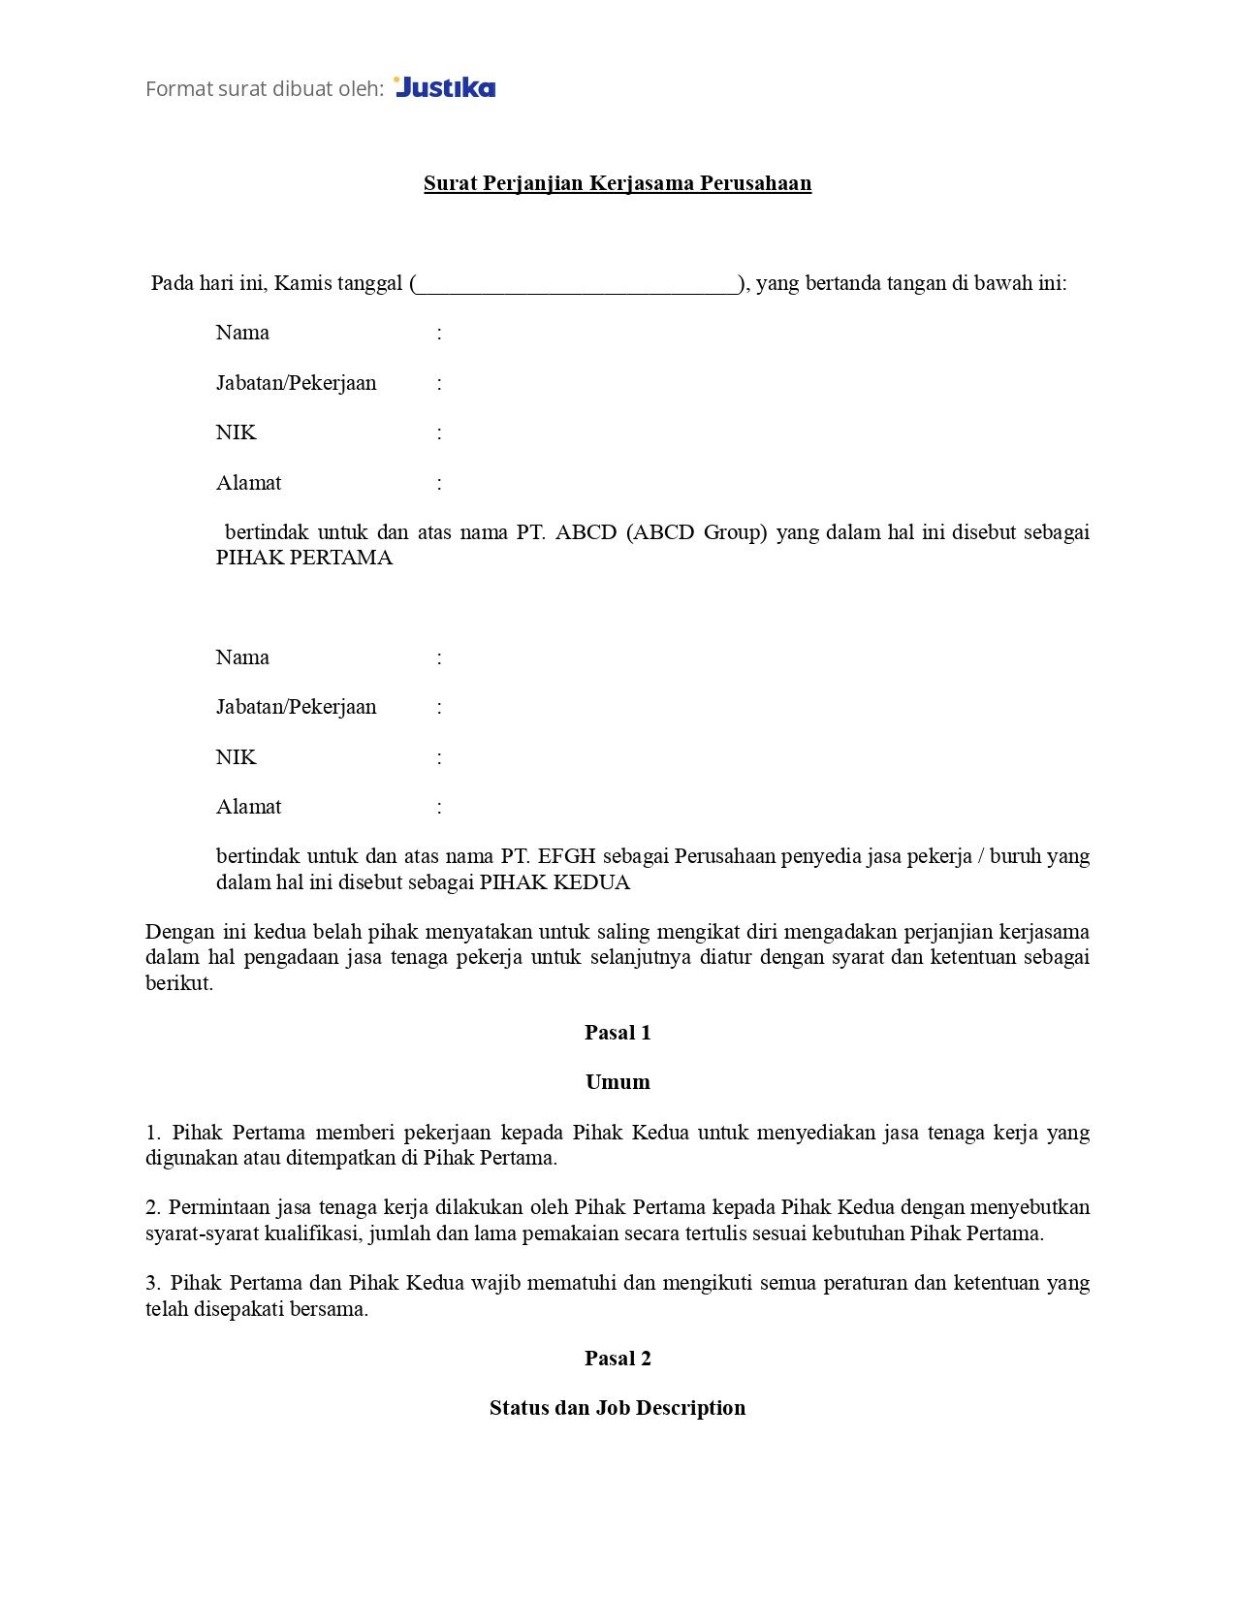 Format surat dibuat oleh: Justika
Surat Perjanjian Kerjasama Perusahaan
Pada hari ini, Kamis tanggal (_____________________________), yang bertanda tangan di bawah ini:
Nama :
Jabatan/Pekerjaan :
NIK :
Alamat :
bertindak untuk dan atas nama PT. ABCD (ABCD Group) yang dalam hal ini disebut sebagai
PIHAK PERTAMA
Nama :
Jabatan/Pekerjaan :
NIK :
Alamat :
bertindak untuk dan atas nama PT. EFGH sebagai Perusahaan penyedia jasa pekerja / buruh yang
dalam hal ini disebut sebagai PIHAK KEDUA
Dengan ini kedua belah pihak menyatakan untuk saling mengikat diri mengadakan perjanjian kerjasama
dalam hal pengadaan jasa tenaga pekerja untuk selanjutnya diatur dengan syarat dan ketentuan sebagai
berikut.
Pasal 1
Umum
1. Pihak Pertama memberi pekerjaan kepada Pihak Kedua untuk menyediakan jasa tenaga kerja yang
digunakan atau ditempatkan di Pihak Pertama.
2. Permintaan jasa tenaga kerja dilakukan oleh Pihak Pertama kepada Pihak Kedua dengan menyebutkan
syarat-syarat kualifikasi, jumlah dan lama pemakaian secara tertulis sesuai kebutuhan Pihak Pertama.
3. Pihak Pertama dan Pihak Kedua wajib mematuhi dan mengikuti semua peraturan dan ketentuan yang
telah disepakati bersama.
Pasal 2
Status dan Job Description